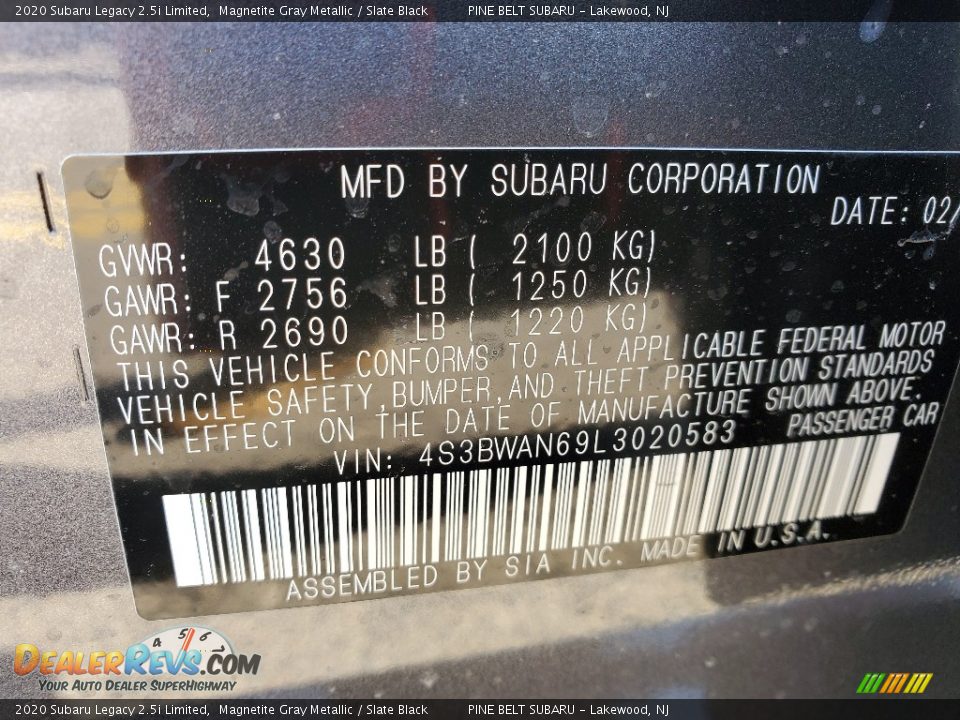 2020 Subaru Legacy 2.5i Limited, Magnetite Gray Metallic / Slate Black PINE BELT SUBARU - Lakewood, NJ
MFD BY SUBARU CORPORATION
DATE: 02/
GVWR: 4630 LB ( 2100 KG)
GAWR: F 2756 LB ( 1250 KG)
GAWR: R 2690 LB ( 1220 KG)
THIS VEHICLE CONFORMS TO ALL APPLICABLE FEDERAL MOTOR
VEHICLE SAFETY,BUMPER,AND THEFT PREVENTION STANDARDS
IN EFFECT ON THE DATE OF MANUFACTURE SHOWN ABOVE.
VIN: 4S3BWAN69L3020583 PASSENGER CAR
ASSEMBLED BY SIA INC. MADE IN U.S.A.
4 5 6
DEALERREVS.COM
YOUR AUTO DEALER SUPERHIGHWAY
2020 Subaru Legacy 2.5i Limited, Magnetite Gray Metallic / Slate Black PINE BELT SUBARU - Lakewood, NJ